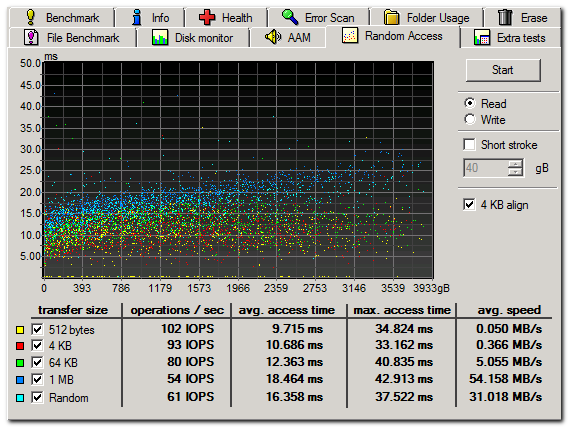 Benchmark Info Health Error Scan Folder Usage Erase
File Benchmark Disk monitor AAM Random Access Extra tests
ms
50.0
45.0
40.0
35.0
30.0
25.0
20.0
15.0
10.0
5.00
0 393 786 1179 1573 1966 2359 2753 3146 3539 3933gB
Start
Read
Write
Short stroke
40 gB
4 KB align
transfer size operations / sec avg. access time max. access time avg. speed
512 bytes 102 IOPS 9.715 ms 34.824 ms 0.050 MB/s
4 KB 93 IOPS 10.686 ms 33.162 ms 0.366 MB/s
64 KB 80 IOPS 12.363 ms 40.835 ms 5.055 MB/s
1 MB 54 IOPS 18.464 ms 42.913 ms 54.158 MB/s
Random 61 IOPS 16.358 ms 37.522 ms 31.018 MB/s